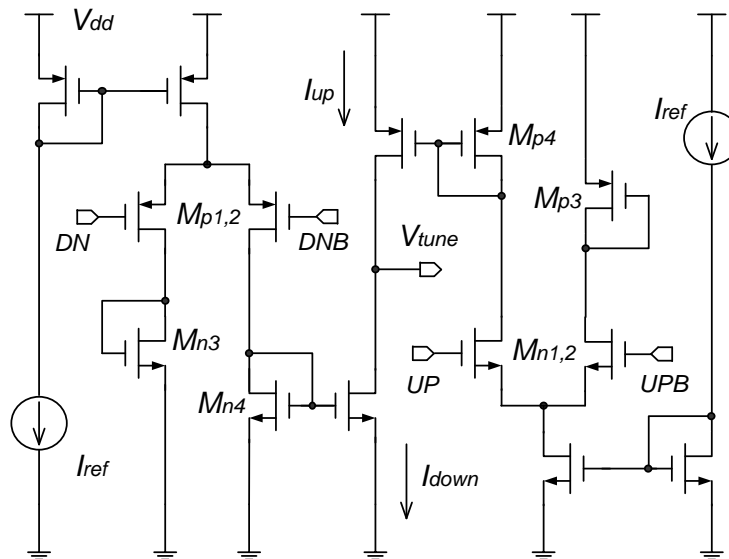 Vdd
Iup
Mp4
Iref
Mp3
DN
Mp1,2
DNB
Vtune
Mn3
UP
Mn1,2
UPB
Mn4
Iref
Idown